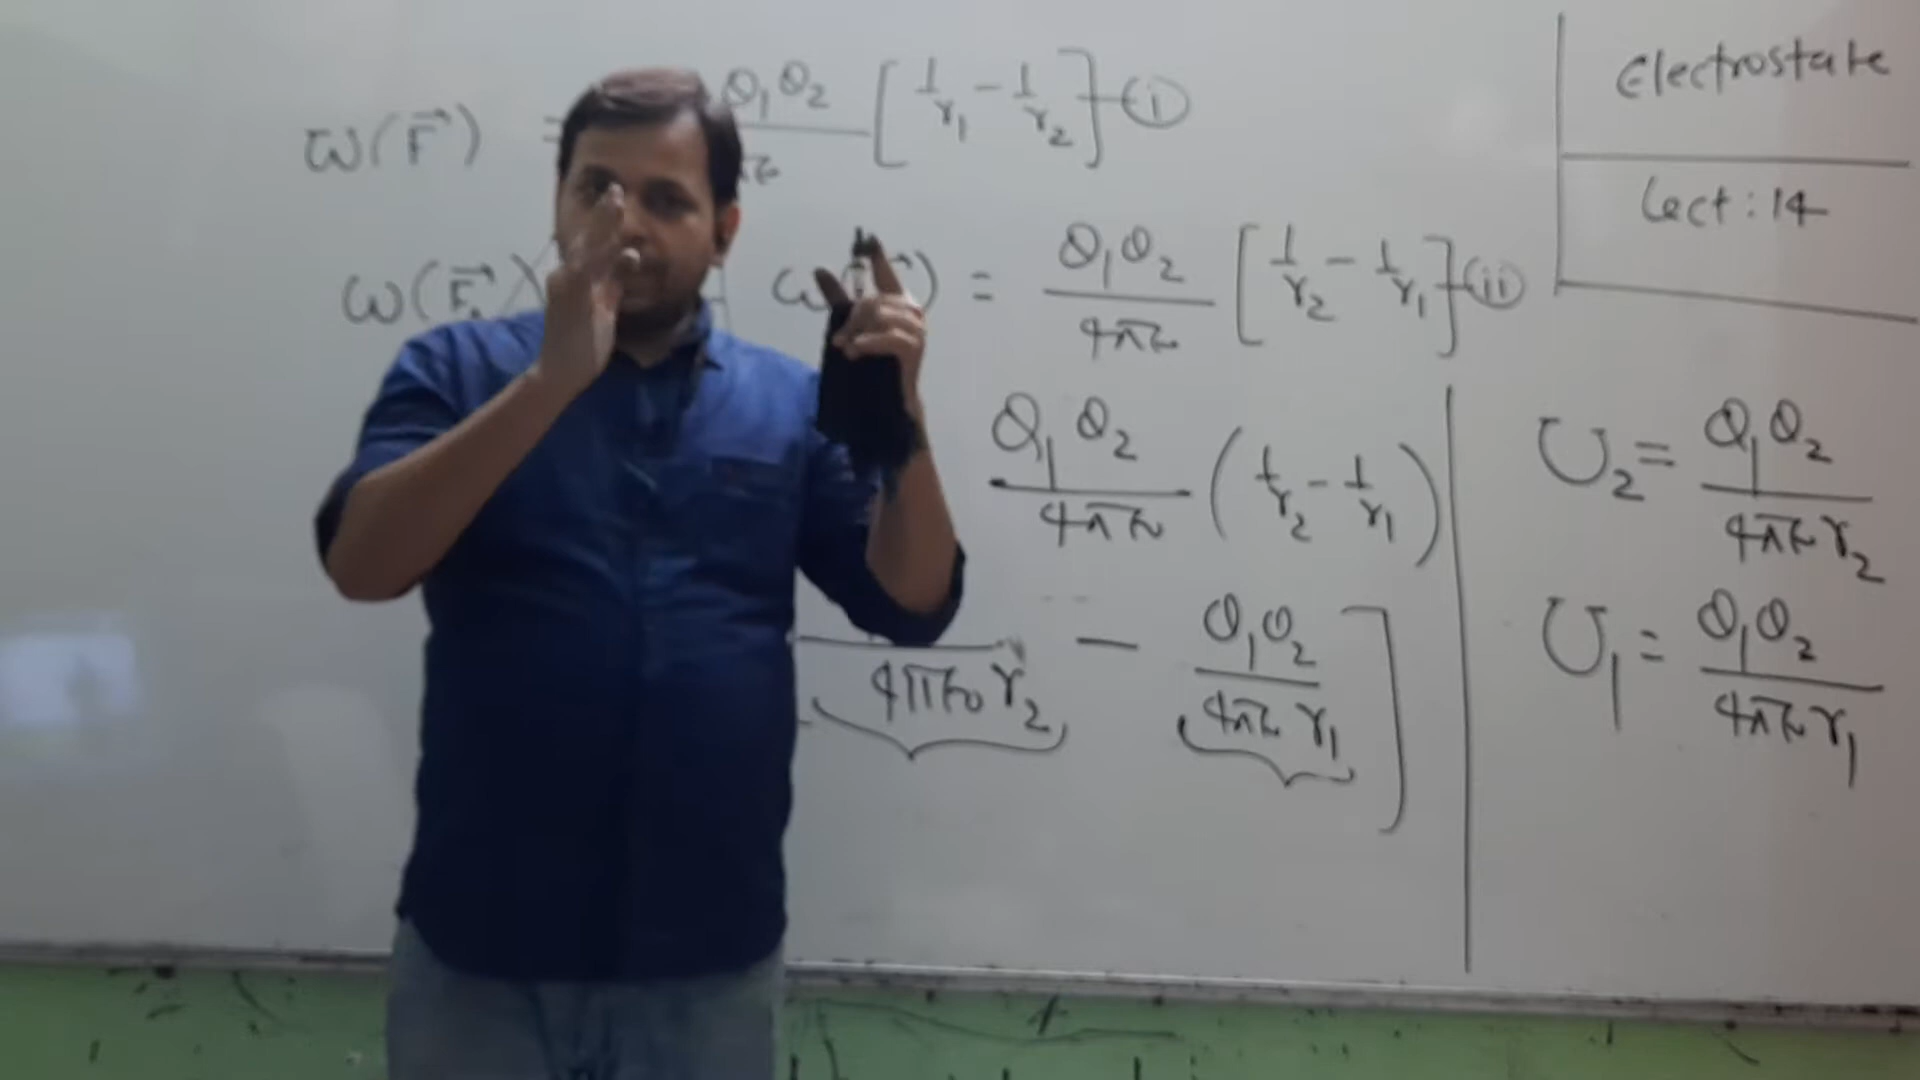 W(F⃗) = Q₁Q₂ / π [1/r₁ - 1/r₂] - (i)
Electrostate
Lect : 14
W(F⃗
W( ) = Q₁Q₂ / 4πε₀ [1/r₂ - 1/r₁] - (ii)
Q₁Q₂ / 4πε₀ (1/r₂ - 1/r₁)
U₂ = Q₁Q₂ / 4πε₀r₂
4πε₀r₂ - Q₁Q₂ / 4πε₀r₁ ]
U₁ = Q₁Q₂ / 4πε₀r₁